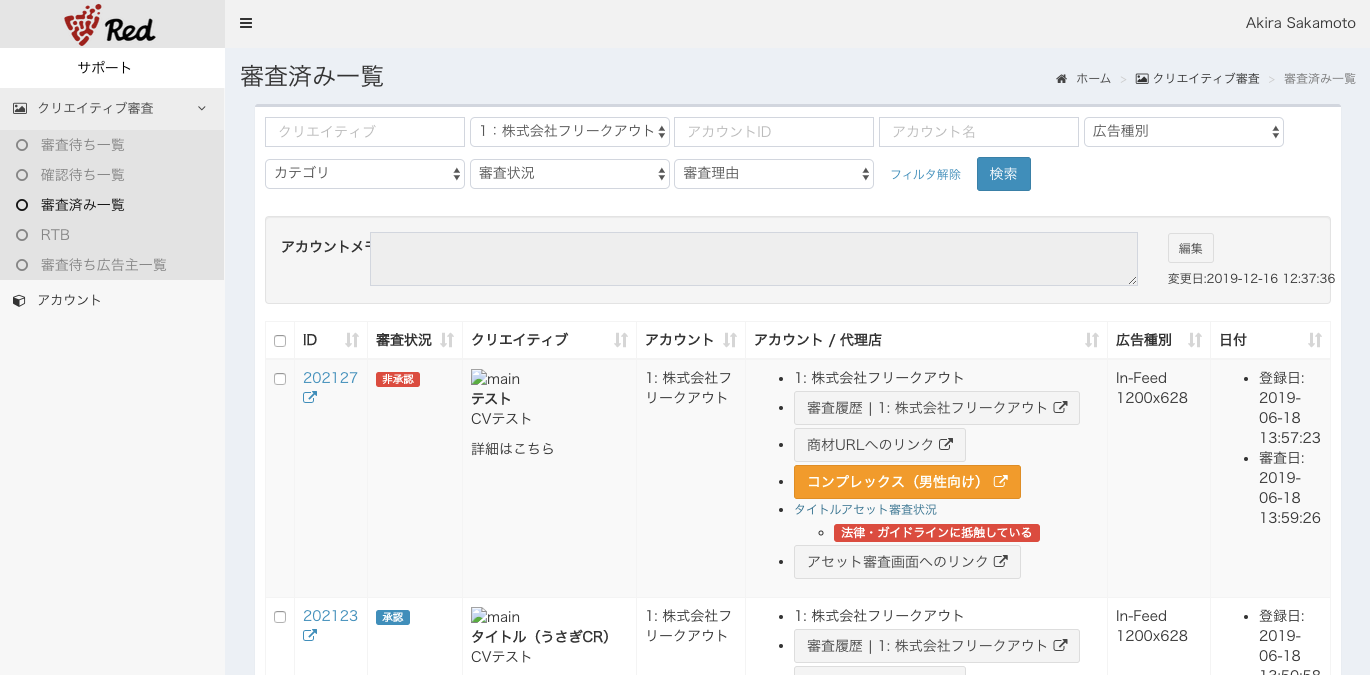 Red
Akira Sakamoto
サポート
クリエイティブ審査
審査待ち一覧
確認待ち一覧
審査済み一覧
RTB
審査待ち広告主一覧
アカウント
審査済み一覧
ホーム > クリエイティブ審査 > 審査済み一覧
クリエイティブ
1：株式会社フリークアウト
アカウントID
アカウント名
広告種別
カテゴリ
審査状況
審査理由
フィルタ解除
検索
アカウントメモ
編集
変更日:2019-12-16 12:37:36
ID 審査状況 クリエイティブ アカウント アカウント / 代理店 広告種別 日付
202127
非承認
main
テスト
CVテスト
詳細はこちら
1: 株式会社フ
リークアウト
1: 株式会社フリークアウト
審査履歴 | 1: 株式会社フリークアウト
商材URLへのリンク
コンプレックス（男性向け）
タイトルアセット審査状況
法律・ガイドラインに抵触している
アセット審査画面へのリンク
In-Feed
1200x628
登録日:
2019-
06-18
13:57:23
審査日:
2019-
06-18
13:59:26
202123
承認
main
タイトル（うさぎCR）
CVテスト
1: 株式会社フ
リークアウト
1: 株式会社フリークアウト
審査履歴 | 1: 株式会社フリークアウト
In-Feed
1200x628
登録日:
2019-
06-18
13:50:58